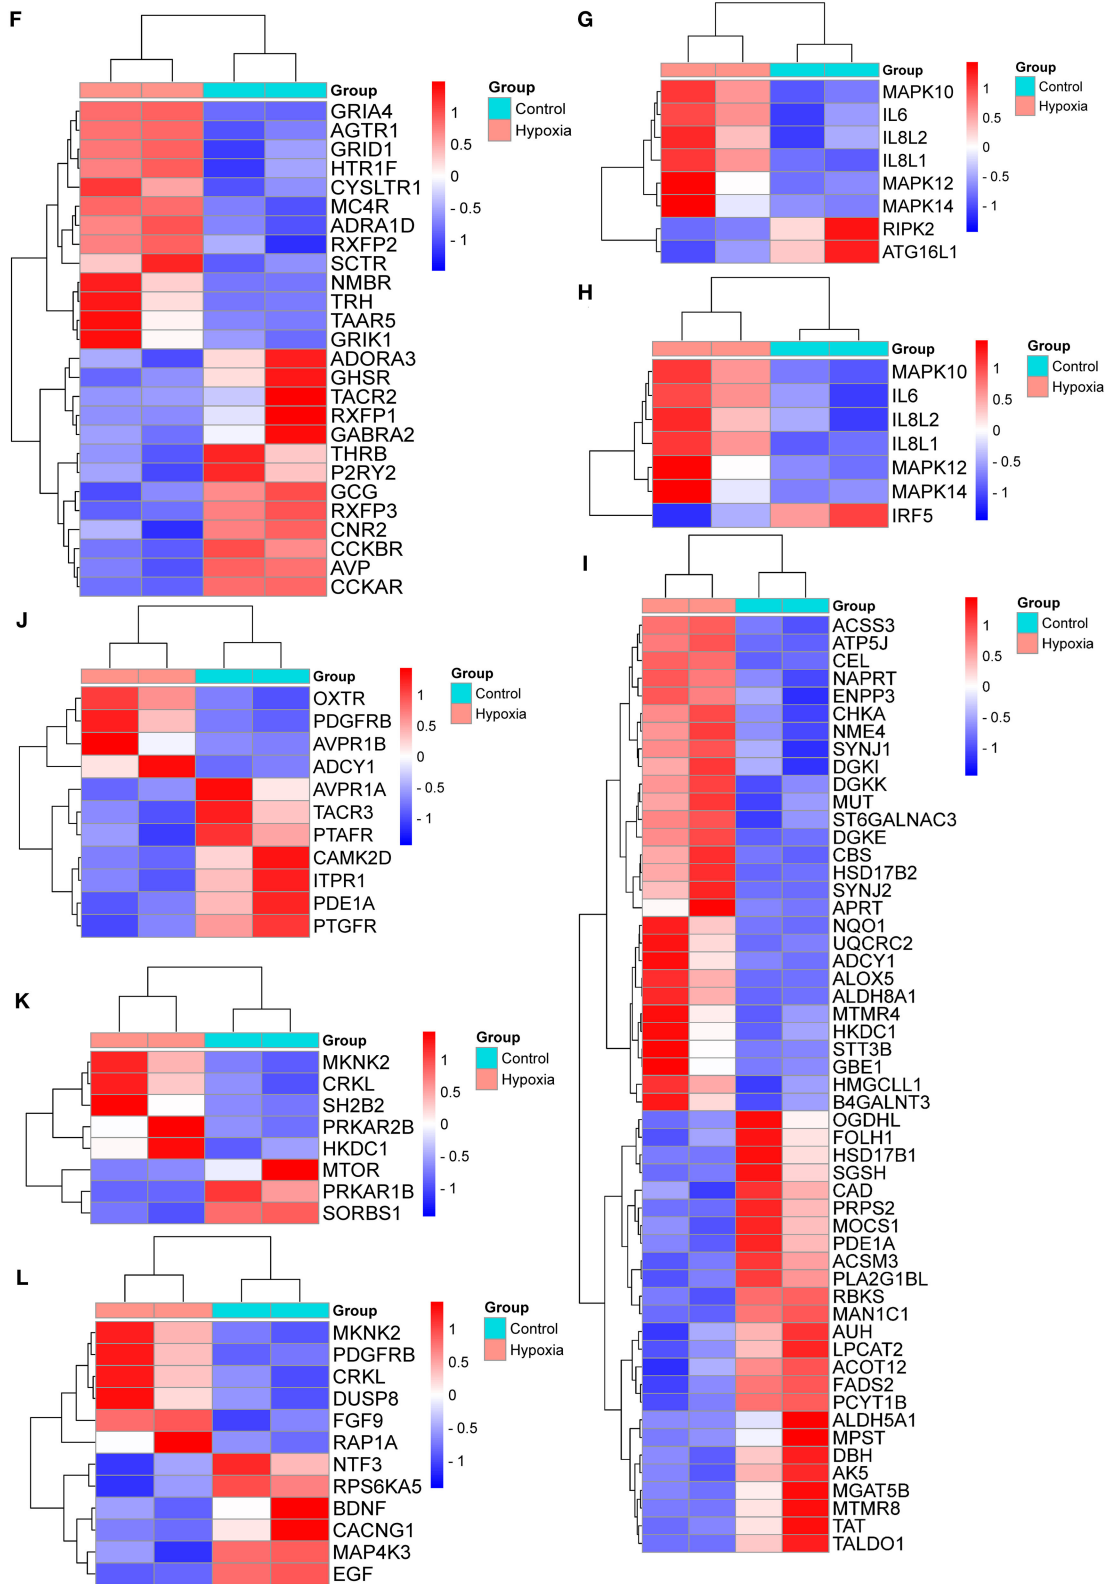 F
Group
GRIA4
AGTR1
GRID1
HTR1F
CYSLTR1
MC4R
ADRA1D
RXFP2
SCTR
NMBR
TRH
TAAR5
GRIK1
ADORA3
GHSR
TACR2
RXFP1
GABRA2
THRB
P2RY2
GCG
RXFP3
CNR2
CCKBR
AVP
CCKAR
1
0.5
0
- 0.5
- 1
Group
Control
Hypoxia
G
Group
MAPK10
IL6
IL8L2
IL8L1
MAPK12
MAPK14
RIPK2
ATG16L1
1
0.5
0
- 0.5
- 1
Group
Control
Hypoxia
H
Group
MAPK10
IL6
IL8L2
IL8L1
MAPK12
MAPK14
IRF5
1
0.5
0
- 0.5
- 1
Group
Control
Hypoxia
I
Group
ACSS3
ATP5J
CEL
NAPRT
ENPP3
CHKA
NME4
SYNJ1
DGKI
DGKK
MUT
ST6GALNAC3
DGKE
CBS
HSD17B2
SYNJ2
APRT
NQO1
UQCRC2
ADCY1
ALOX5
ALDH8A1
MTMR4
HKDC1
STT3B
GBE1
HMGCLL1
B4GALNT3
OGDHL
FOLH1
HSD17B1
SGSH
CAD
PRPS2
MOCS1
PDE1A
ACSM3
PLA2G1BL
RBKS
MAN1C1
AUH
LPCAT2
ACOT12
FADS2
PCYT1B
ALDH5A1
MPST
DBH
AK5
MGAT5B
MTMR8
TAT
TALDO1
1
0.5
0
- 0.5
- 1
Group
Control
Hypoxia
J
Group
OXTR
PDGFRB
AVPR1B
ADCY1
AVPR1A
TACR3
PTAFR
CAMK2D
ITPR1
PDE1A
PTGFR
1
0.5
0
- 0.5
- 1
Group
Control
Hypoxia
K
Group
MKNK2
CRKL
SH2B2
PRKAR2B
HKDC1
MTOR
PRKAR1B
SORBS1
1
0.5
0
- 0.5
- 1
Group
Control
Hypoxia
L
Group
MKNK2
PDGFRB
CRKL
DUSP8
FGF9
RAP1A
NTF3
RPS6KA5
BDNF
CACNG1
MAP4K3
EGF
1
0.5
0
- 0.5
- 1
Group
Control
Hypoxia